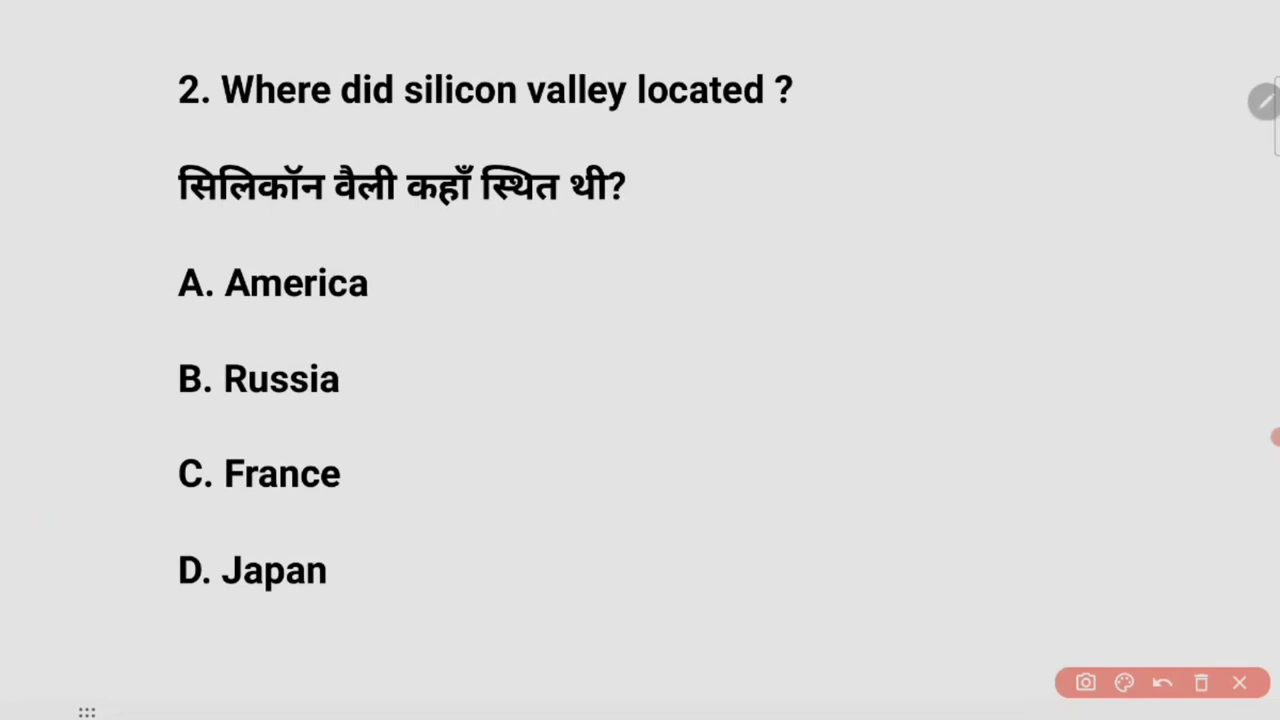 2. Where did silicon valley located ?
सिलिकॉन वैली कहाँ स्थित थी?
A. America
B. Russia
C. France
D. Japan